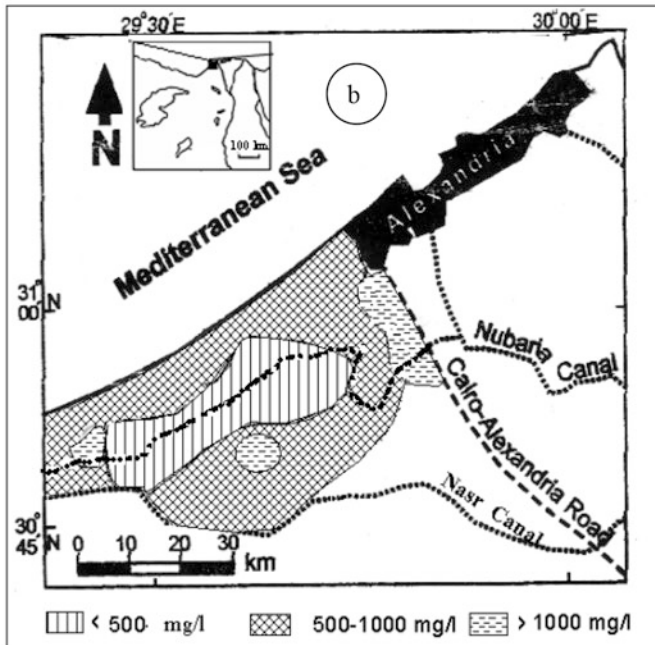 29°30'E
30°00'E
b
100 km
N
Mediterranean Sea
Alexandria
31° N
00'
Nubaria
Canal
Cairo-Alexandria Road
Nasr Canal
30°
45' N
0 10 20 30
km
< 500- mg/l
500-1000 mg/l
> 1000 mg/l